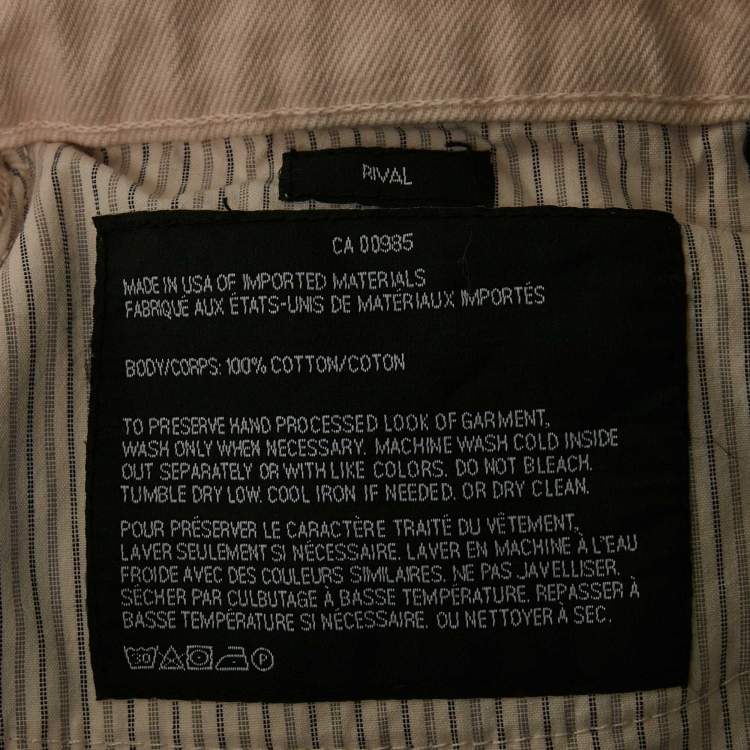 RIVAL
CA 00985
MADE IN USA OF IMPORTED MATERIALS
FABRIQUÉ AUX ÉTATS-UNIS DE MATÉRIAUX IMPORTÉS
BODY/CORPS: 100% COTTON/COTON
TO PRESERVE HAND PROCESSED LOOK OF GARMENT,
WASH ONLY WHEN NECESSARY. MACHINE WASH COLD INSIDE
OUT SEPARATELY OR WITH LIKE COLORS. DO NOT BLEACH.
TUMBLE DRY LOW. COOL IRON IF NEEDED. OR DRY CLEAN.
POUR PRÉSERVER LE CARACTÈRE TRAITÉ DU VÊTEMENT,
LAVER SEULEMENT SI NÉCESSAIRE. LAVER EN MACHINE À L'EAU
FROIDE AVEC DES COULEURS SIMILAIRES. NE PAS JAVELLISER.
SÉCHER PAR CULBUTAGE À BASSE TEMPÉRATURE. REPASSER À
BASSE TEMPÉRATURE SI NÉCESSAIRE. OU NETTOYER À SEC.
30 P